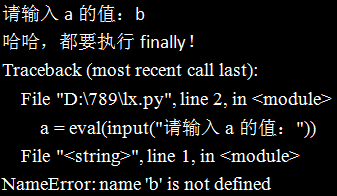 请输入 a 的值：b
哈哈，都要执行 finally！
Traceback (most recent call last):
File "D:\789\lx.py", line 2, in <module>
a = eval(input("请输入 a 的值："))
File "<string>", line 1, in <module>
NameError: name 'b' is not defined